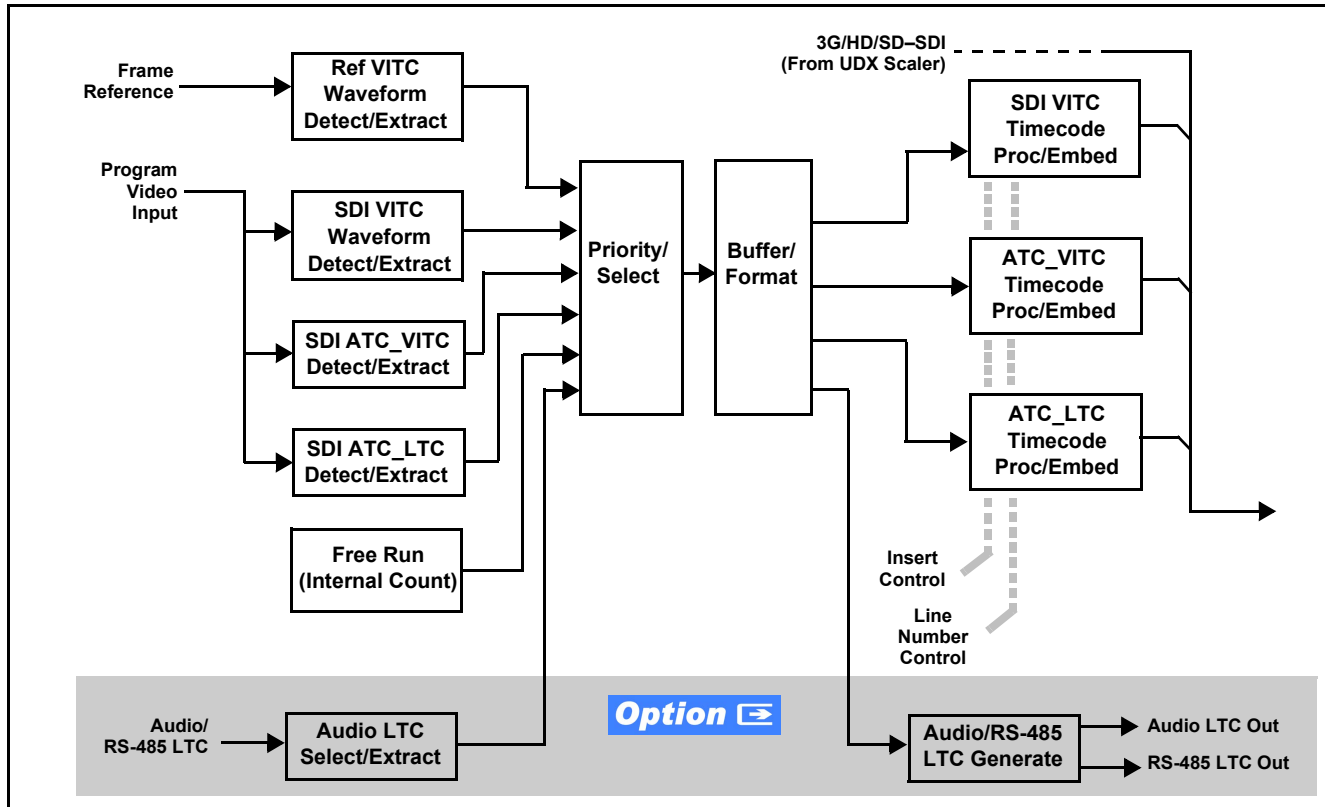 Frame
Reference
Ref VITC
Waveform
Detect/Extract
3G/HD/SD–SDI
(From UDX Scaler)
SDI VITC
Timecode
Proc/Embed
Program
Video
Input
SDI VITC
Waveform
Detect/Extract
Priority/
Select
Buffer/
Format
ATC_VITC
Timecode
Proc/Embed
SDI ATC_VITC
Detect/Extract
SDI ATC_LTC
Detect/Extract
ATC_LTC
Timecode
Proc/Embed
Free Run
(Internal Count)
Insert
Control
Line
Number
Control
Option
Audio/
RS-485 LTC
Audio LTC
Select/Extract
Audio/RS-485
LTC Generate
Audio LTC Out
RS-485 LTC Out